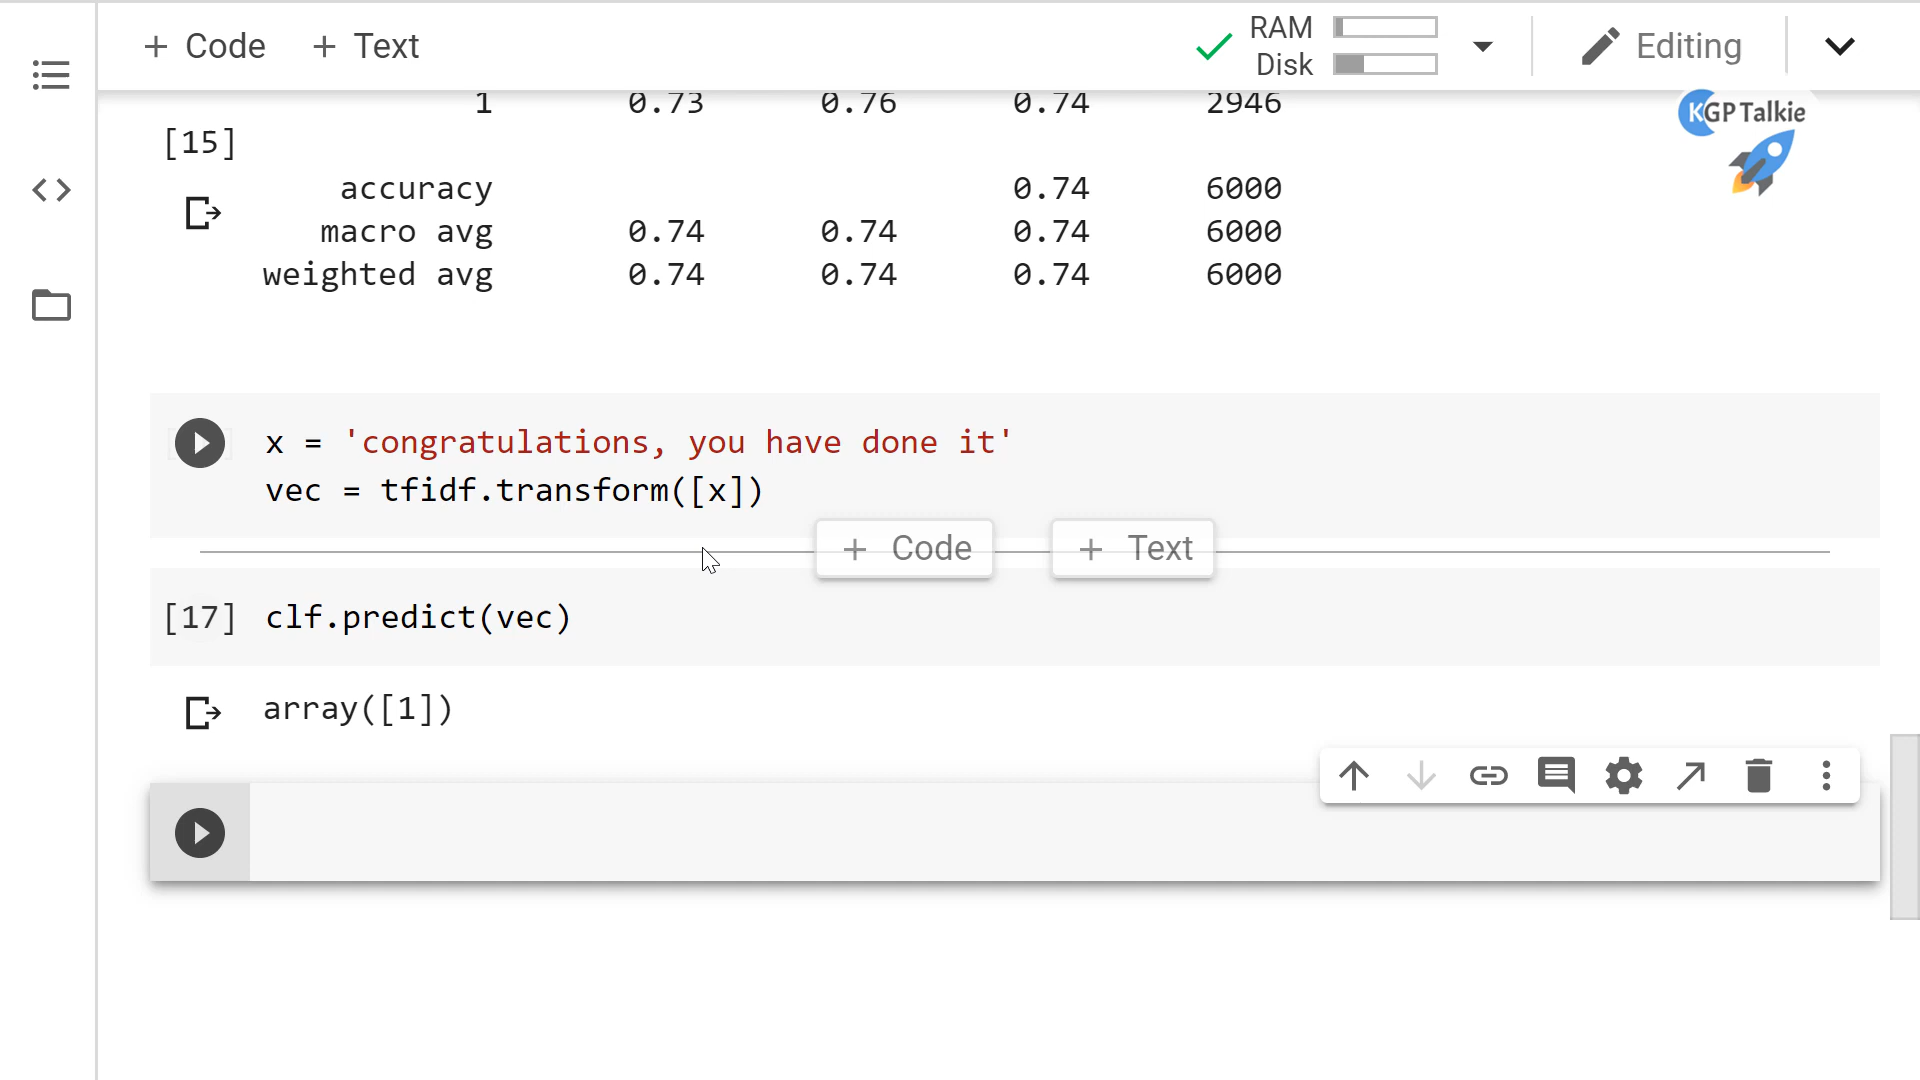 + Code + Text RAM Disk Editing
KGP Talkie
1 0.73 0.76 0.74 2946
[15]
accuracy 0.74 6000
macro avg 0.74 0.74 0.74 6000
weighted avg 0.74 0.74 0.74 6000
x = 'congratulations, you have done it'
vec = tfidf.transform([x])
+ Code + Text
[17] clf.predict(vec)
array([1])